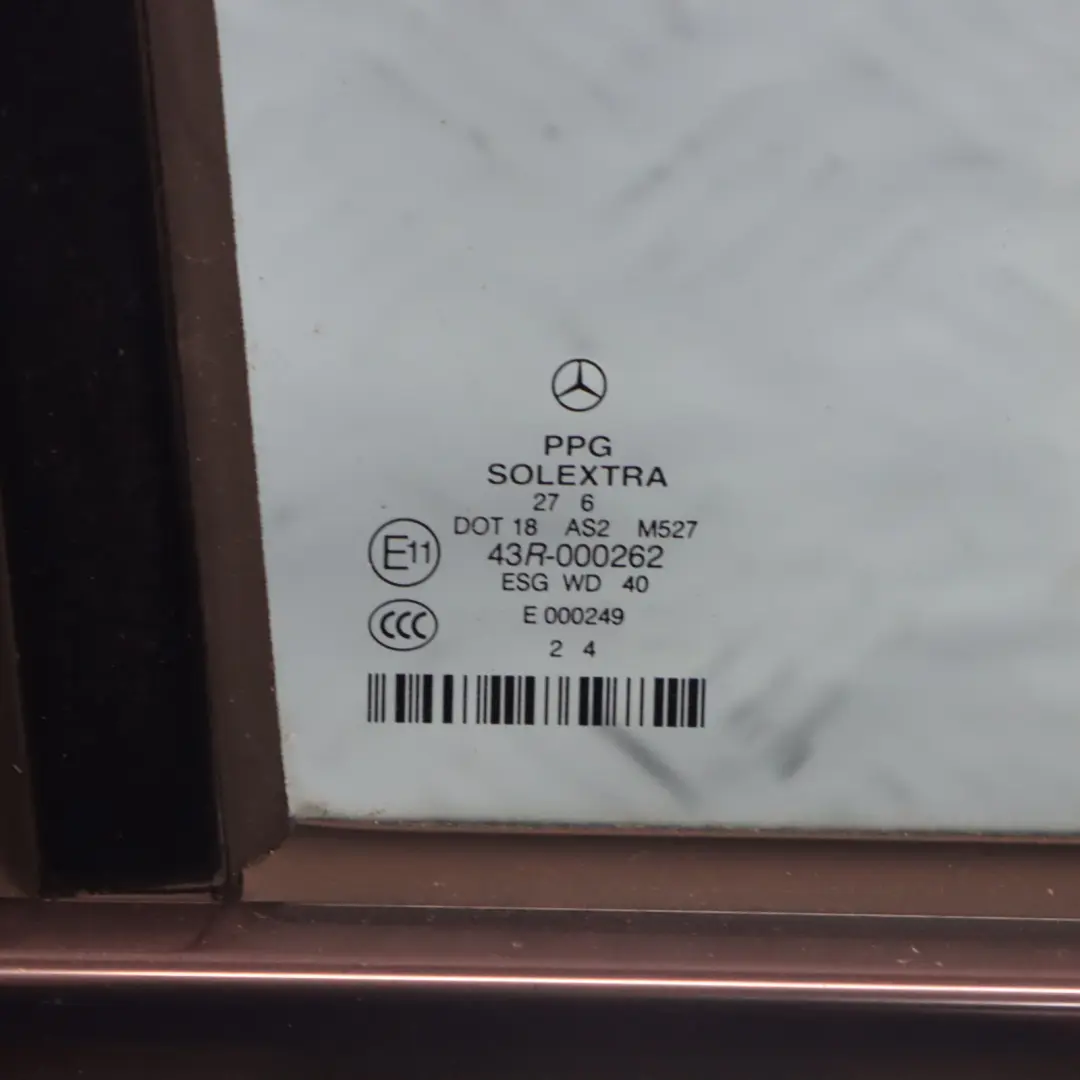 PPG
SOLEXTRA
27 6
DOT 18 AS2 M527
E11 43R-000262
ESG WD 40
CCC E 000249
2 4